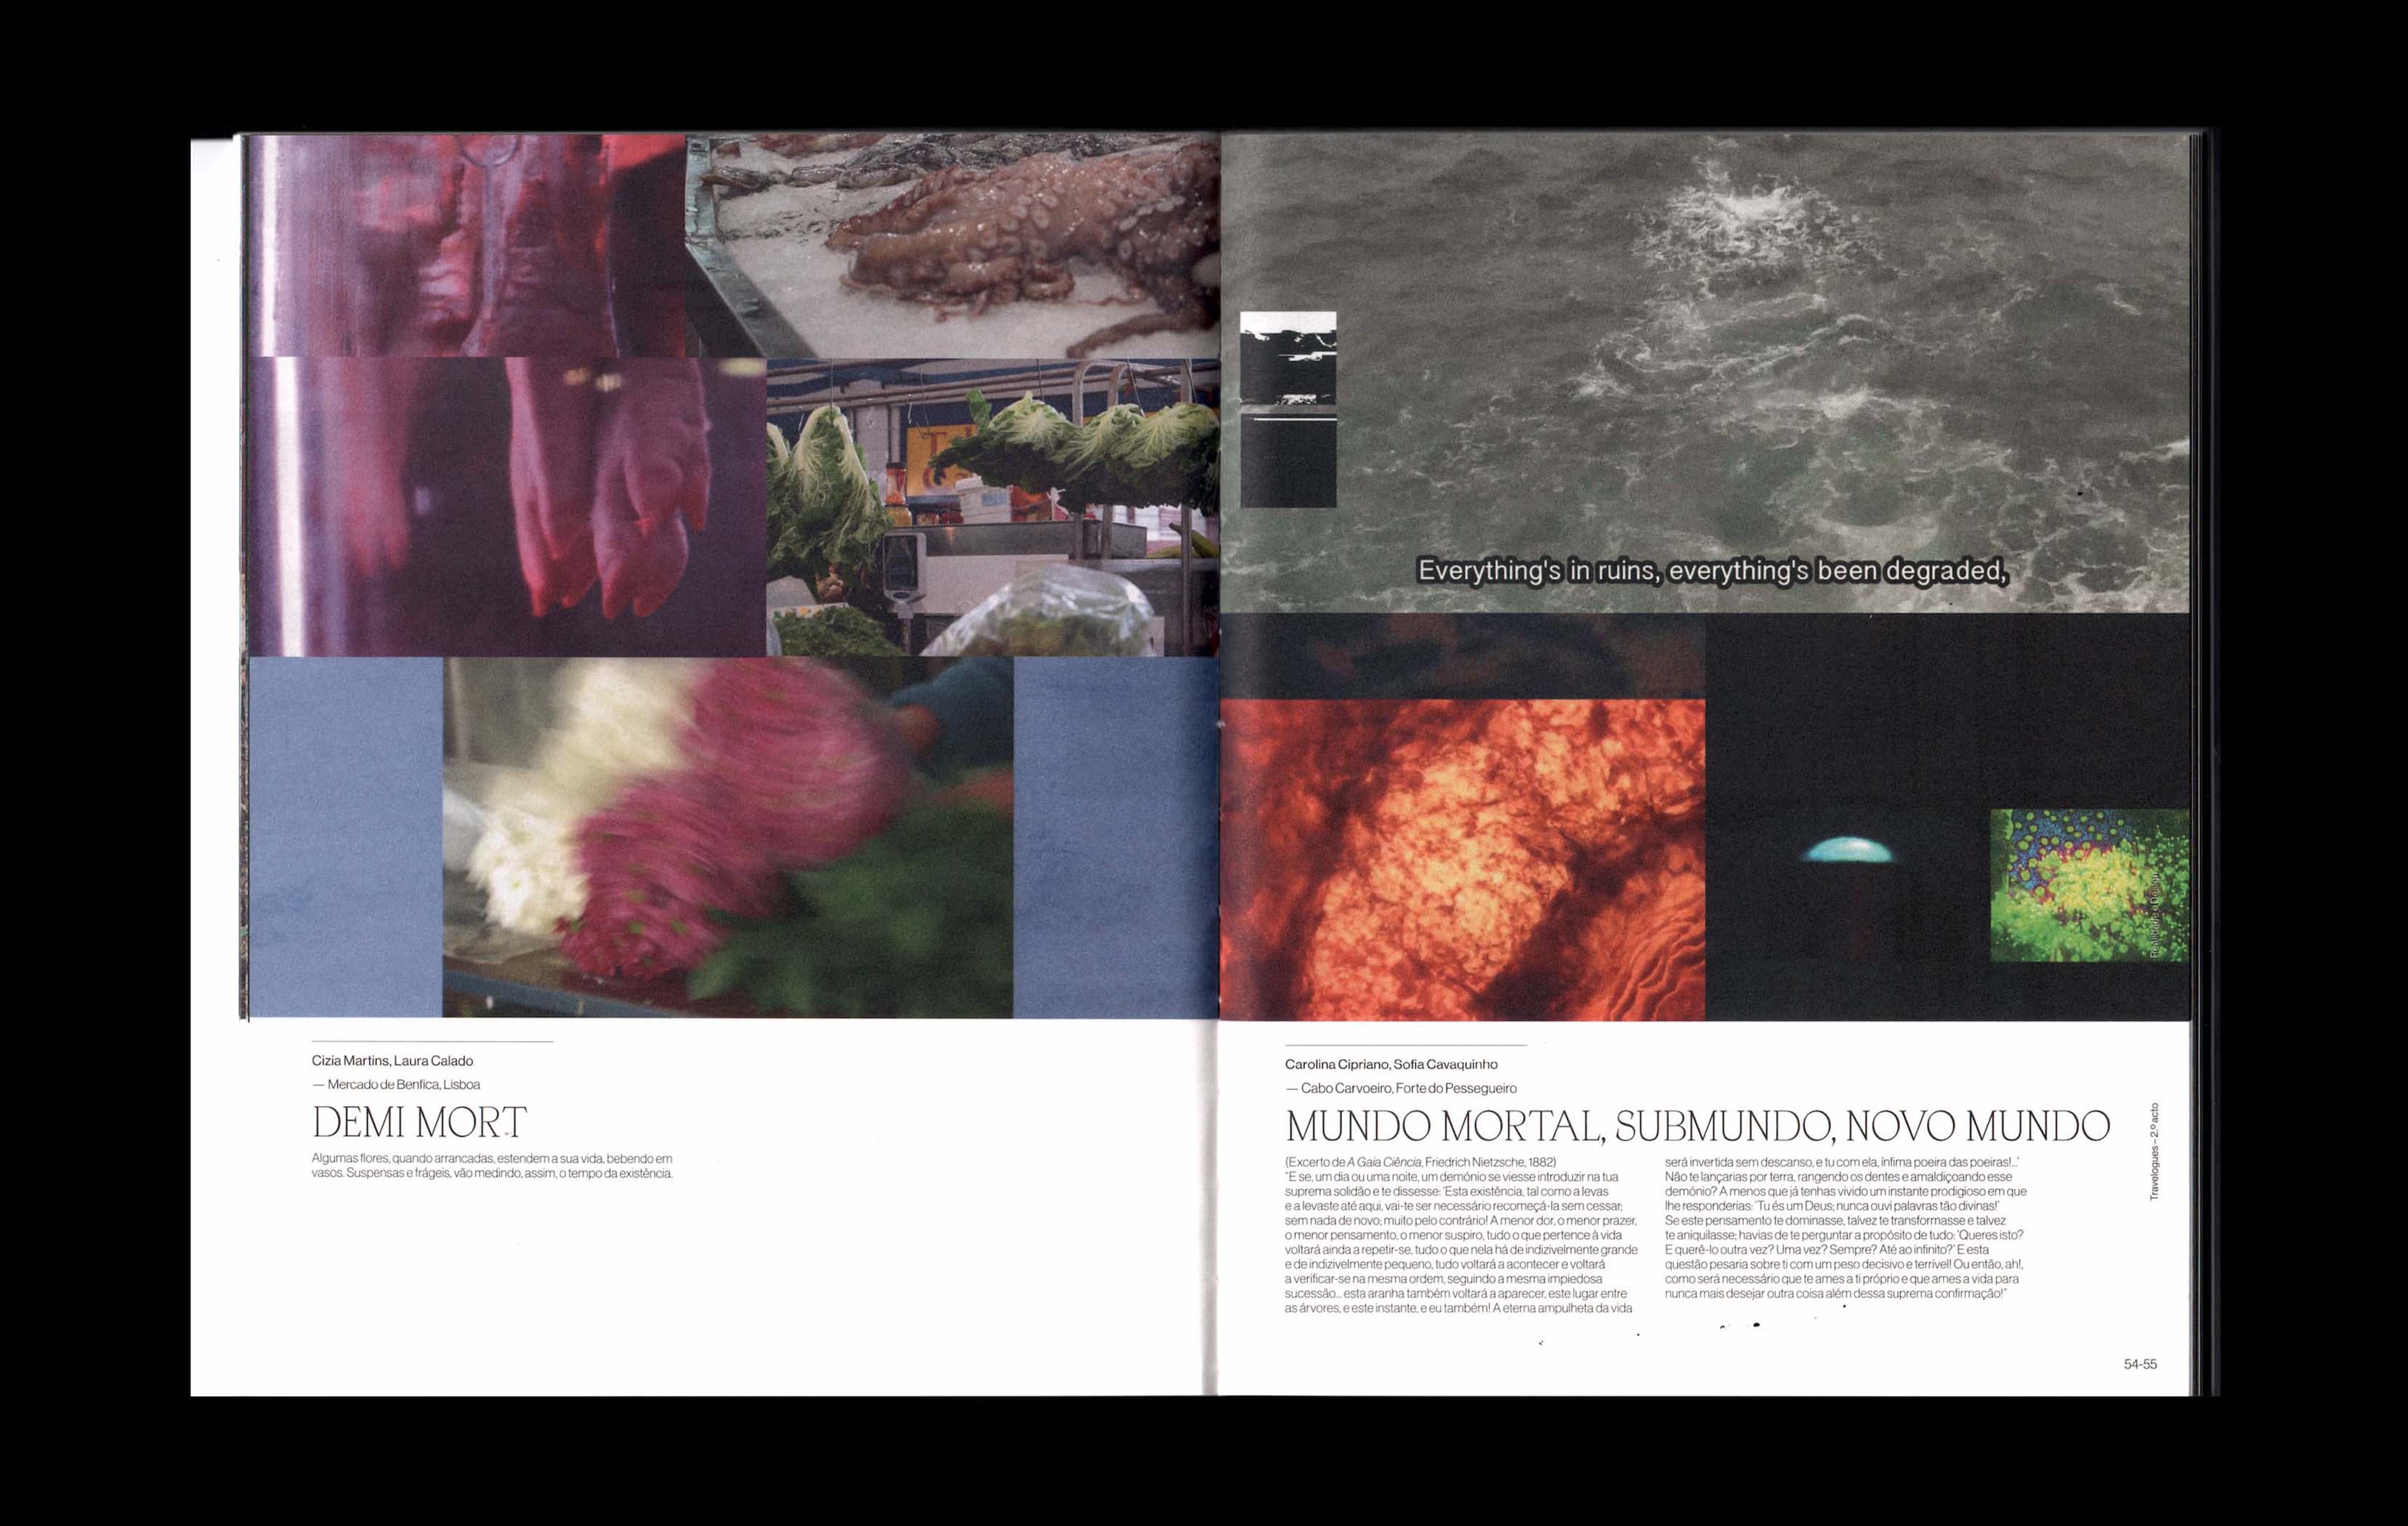 Everything's in ruins, everything's been degraded,
Cizia Martins, Laura Calado
— Mercado de Benfica, Lisboa
DEMI MORT
Algumas flores, quando arrancadas, estendem a sua vida, bebendo em
vasos. Suspensas e frágeis, vão medindo, assim, o tempo da existência.
Carolina Cipriano, Sofia Cavaquinho
— Cabo Carvoeiro, Forte do Pessegueiro
MUNDO MORTAL, SUBMUNDO, NOVO MUNDO
(Excerto de A Gaia Ciência, Friedrich Nietzsche, 1882)
"E se, um dia ou uma noite, um demónio se viesse introduzir na tua
suprema solidão e te dissesse: 'Esta existência, tal como a levas
e a levaste até aqui, vai-te ser necessário recomeçá-la sem cessar;
sem nada de novo; muito pelo contrário! A menor dor, o menor prazer,
o menor pensamento, o menor suspiro, tudo o que pertence à vida
voltará ainda a repetir-se, tudo o que nela há de indizivelmente grande
e de indizivelmente pequeno, tudo voltará a acontecer e voltará
a verificar-se na mesma ordem, seguindo a mesma impiedosa
sucessão... esta aranha também voltará a aparecer, este lugar entre
as árvores, e este instante, e eu também! A eterna ampulheta da vida
será invertida sem descanso, e tu com ela, ínfima poeira das poeiras!...'
Não te lançarias por terra, rangendo os dentes e amaldiçoando esse
demónio? A menos que já tenhas vivido um instante prodigioso em que
lhe responderias: 'Tu és um Deus; nunca ouvi palavras tão divinas!'
Se este pensamento te dominasse, talvez te transformasse e talvez
te aniquilasse; havias de te perguntar a propósito de tudo: 'Queres isto?
E querê-lo outra vez? Uma vez? Sempre? Até ao infinito?' E esta
questão pesaria sobre ti com um peso decisivo e terrível! Ou então, ah!,
como será necessário que te ames a ti próprio e que ames a vida para
nunca mais desejar outra coisa além dessa suprema confirmação!"
Travelogues – 2.º acto
54-55